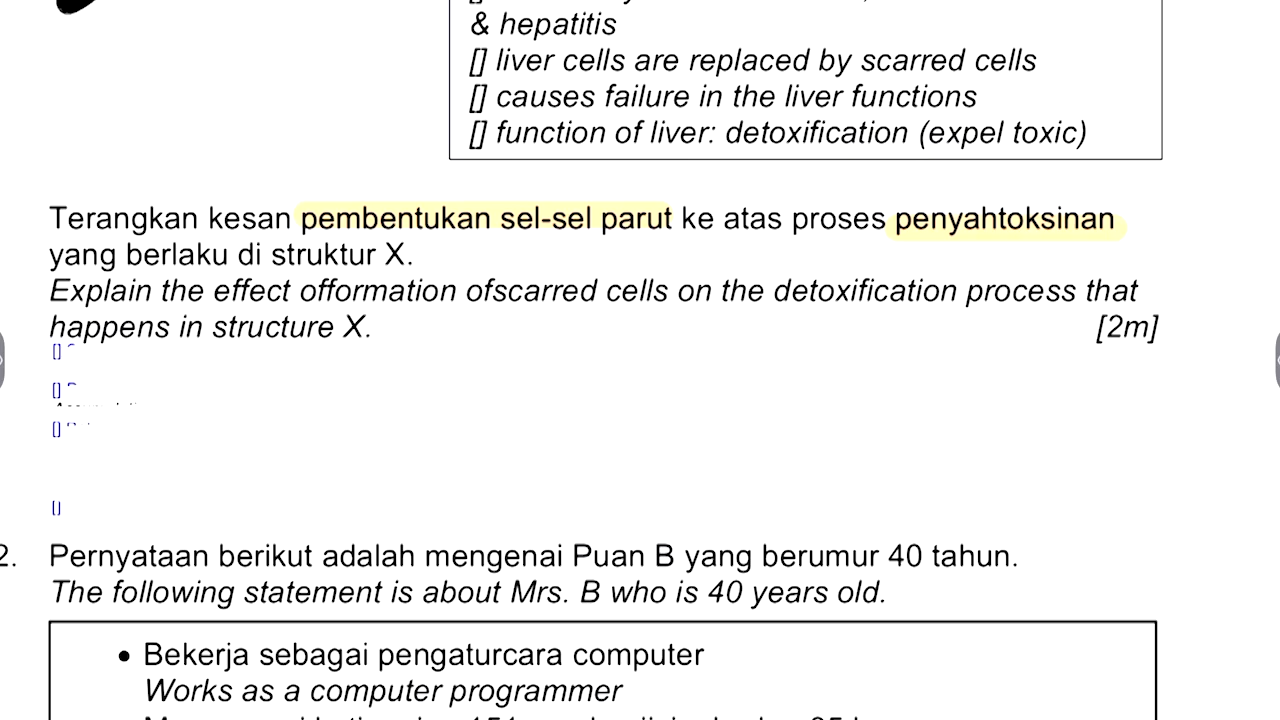 & hepatitis
[] liver cells are replaced by scarred cells
[] causes failure in the liver functions
[] function of liver: detoxification (expel toxic)
Terangkan kesan pembentukan sel-sel parut ke atas proses penyahtoksinan
yang berlaku di struktur X.
Explain the effect offormation ofscarred cells on the detoxification process that
happens in structure X. [2m]
[]
[]
[]
[]
2. Pernyataan berikut adalah mengenai Puan B yang berumur 40 tahun.
The following statement is about Mrs. B who is 40 years old.
• Bekerja sebagai pengaturcara computer
Works as a computer programmer